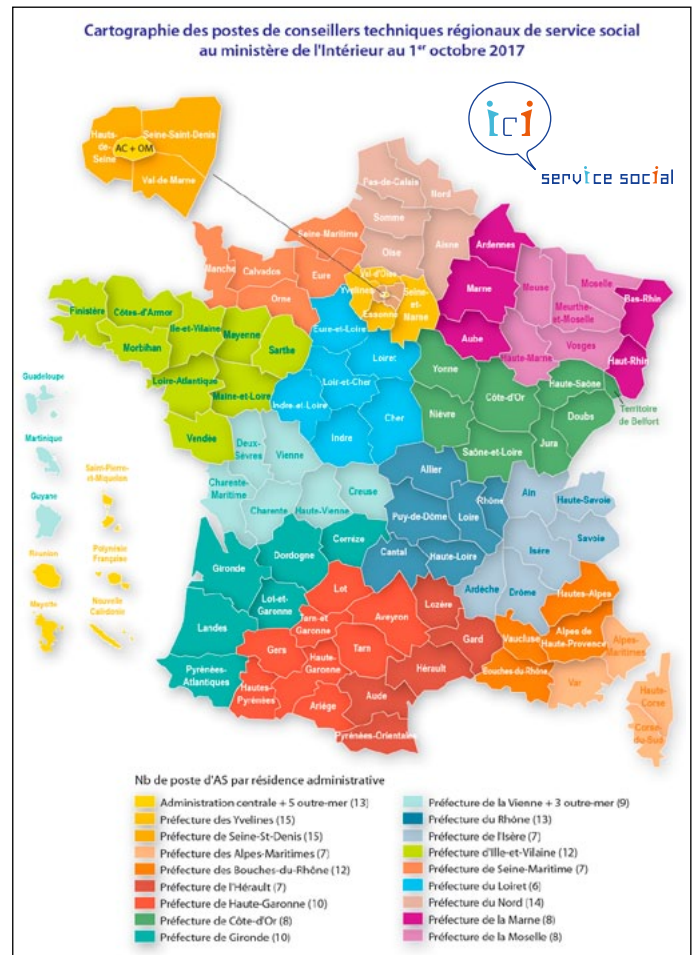 Cartographie des postes de conseillers techniques régionaux de service social
au ministère de l'Intérieur au 1er octobre 2017
ici
service social
Hauts-
de-
Seine
Seine-Saint-Denis
AC + OM
Val-de-Marne
Pas-de-Calais
Nord
Somme
Seine-Maritime
Oise
Aisne
Ardennes
Manche
Calvados
Eure
Val-d'Oise
Yvelines
Seine-
et-
Marne
Essonne
Marne
Meuse
Moselle
Meurthe-
et-Moselle
Bas-Rhin
Orne
Finistère
Côtes-d'Armor
Ille-et-Vilaine
Mayenne
Eure-et-Loire
Aube
Vosges
Haute-Marne
Haut-Rhin
Morbihan
Sarthe
Loiret
Yonne
Loire-Atlantique
Maine-et-Loire
Loir-et-Cher
Indre-et-Loire
Cher
Nièvre
Côte-d'Or
Haute-Saône
Doubs
Territoire
de Belfort
Guadeloupe
Vendée
Deux-
Sèvres
Vienne
Indre
Saône-et-Loire
Jura
Martinique
Saint-Pierre-
et-Miquelon
Charente-
Maritime
Charente
Haute-Vienne
Creuse
Allier
Ain
Haute-Savoie
Guyane
Puy-de-Dôme
Loire
Rhône
Isère
Savoie
Reunion
Polynésie
Française
Gironde
Dordogne
Corrèze
Cantal
Haute-Loire
Ardèche
Drôme
Hautes-Alpes
Mayotte
Nouvelle
Calédonie
Landes
Lot-et-
Garonne
Lot
Tarn-et
Garonne
Aveyron
Lozère
Gard
Vaucluse
Alpes de
Haute-Provence
Alpes-
Maritimes
Pyrénées-
Atlantiques
Gers
Haute-
Garonne
Tarn
Hérault
Bouches-du-Rhône
Var
Hautes-
Pyrénées
Ariège
Aude
Pyrénées-Orientales
Haute-
Corse
Corse-
du-Sud
Nb de poste d'AS par résidence administrative
Administration centrale + 5 outre-mer (13)
Préfecture des Yvelines (15)
Préfecture de Seine-St-Denis (15)
Préfecture des Alpes-Maritimes (7)
Préfecture des Bouches-du-Rhône (12)
Préfecture de l'Hérault (7)
Préfecture de Haute-Garonne (10)
Préfecture de Côte-d'Or (8)
Préfecture de Gironde (10)
Préfecture de la Vienne + 3 outre-mer (9)
Préfecture du Rhône (13)
Préfecture de l'Isère (7)
Préfecture d'Ille-et-Vilaine (12)
Préfecture de Seine-Maritime (7)
Préfecture du Loiret (6)
Préfecture du Nord (14)
Préfecture de la Marne (8)
Préfecture de la Moselle (8)